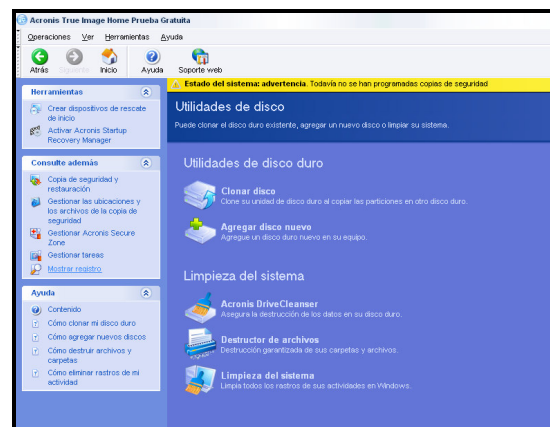 Acronis True Image Home Prueba Gratuita
Operaciones Ver Herramientas Ayuda
Atrás Siguiente Inicio Ayuda Soporte web
Herramientas
Crear dispositivos de rescate
de inicio
Activar Acronis Startup
Recovery Manager
Consulte además
Copia de seguridad y
restauración
Gestionar las ubicaciones y
los archivos de la copia de
seguridad
Gestionar Acronis Secure
Zone
Gestionar tareas
Mostrar registro
Ayuda
Contenido
Cómo clonar mi disco duro
Cómo agregar nuevos discos
Cómo destruir archivos y
carpetas
Cómo eliminar rastros de mi
actividad
Estado del sistema: advertencia. Todavía no se han programadas copias de seguridad
Utilidades de disco
Puede clonar el disco duro existente, agregar un nuevo disco o limpiar su sistema.
Utilidades de disco duro
Clonar disco
Clone su unidad de disco duro al copiar las particiones en otro disco duro.
Agregar disco nuevo
Agregue un disco duro nuevo en su equipo.
Limpieza del sistema
Acronis DriveCleanser
Asegura la destrucción de los datos en su disco duro.
Destructor de archivos
Destrucción garantizada de sus carpetas y archivos.
Limpieza del sistema
Limpia todos los rastros de sus actividades en Windows.